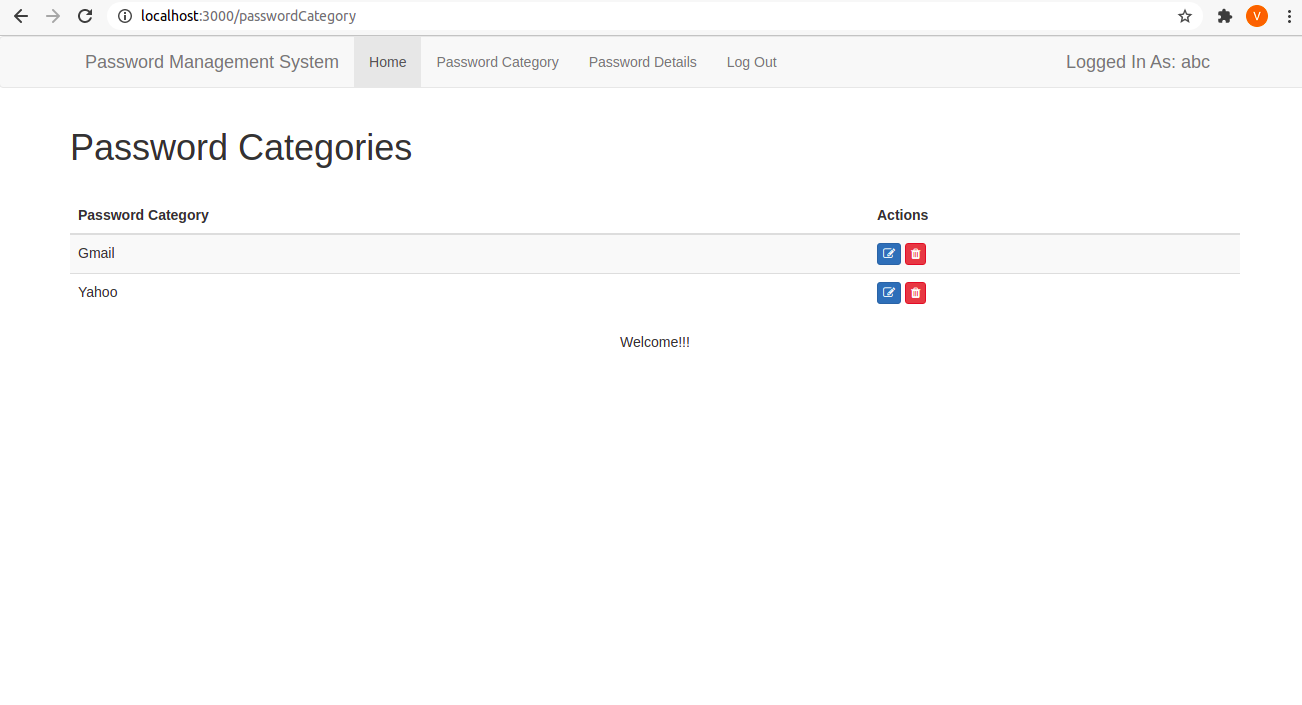 localhost:3000/passwordCategory
V
Password Management System Home Password Category Password Details Log Out Logged In As: abc
Password Categories
Password Category Actions
Gmail
Yahoo
Welcome!!!